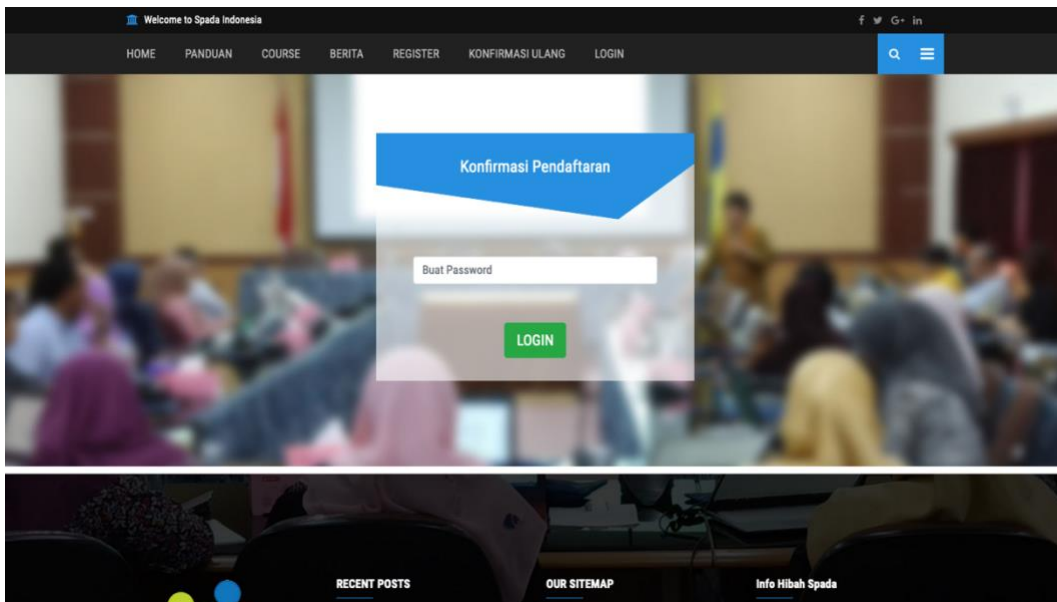 Welcome to Spada Indonesia
HOME PANDUAN COURSE BERITA REGISTER KONFIRMASI ULANG LOGIN
Konfirmasi Pendaftaran
Buat Password
LOGIN
RECENT POSTS OUR SITEMAP Info Hibah Spada